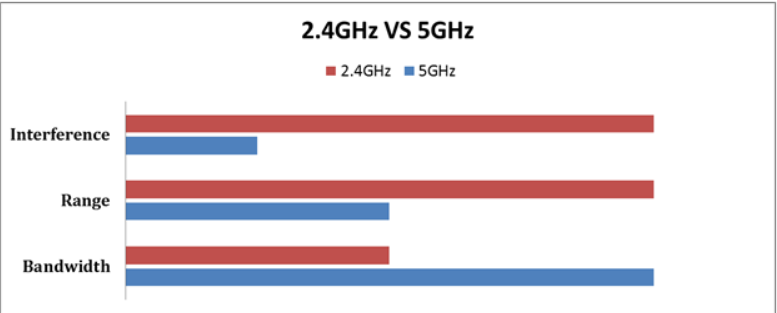 2.4GHz VS 5GHz
2.4GHz 5GHz
Interference
Range
Bandwidth